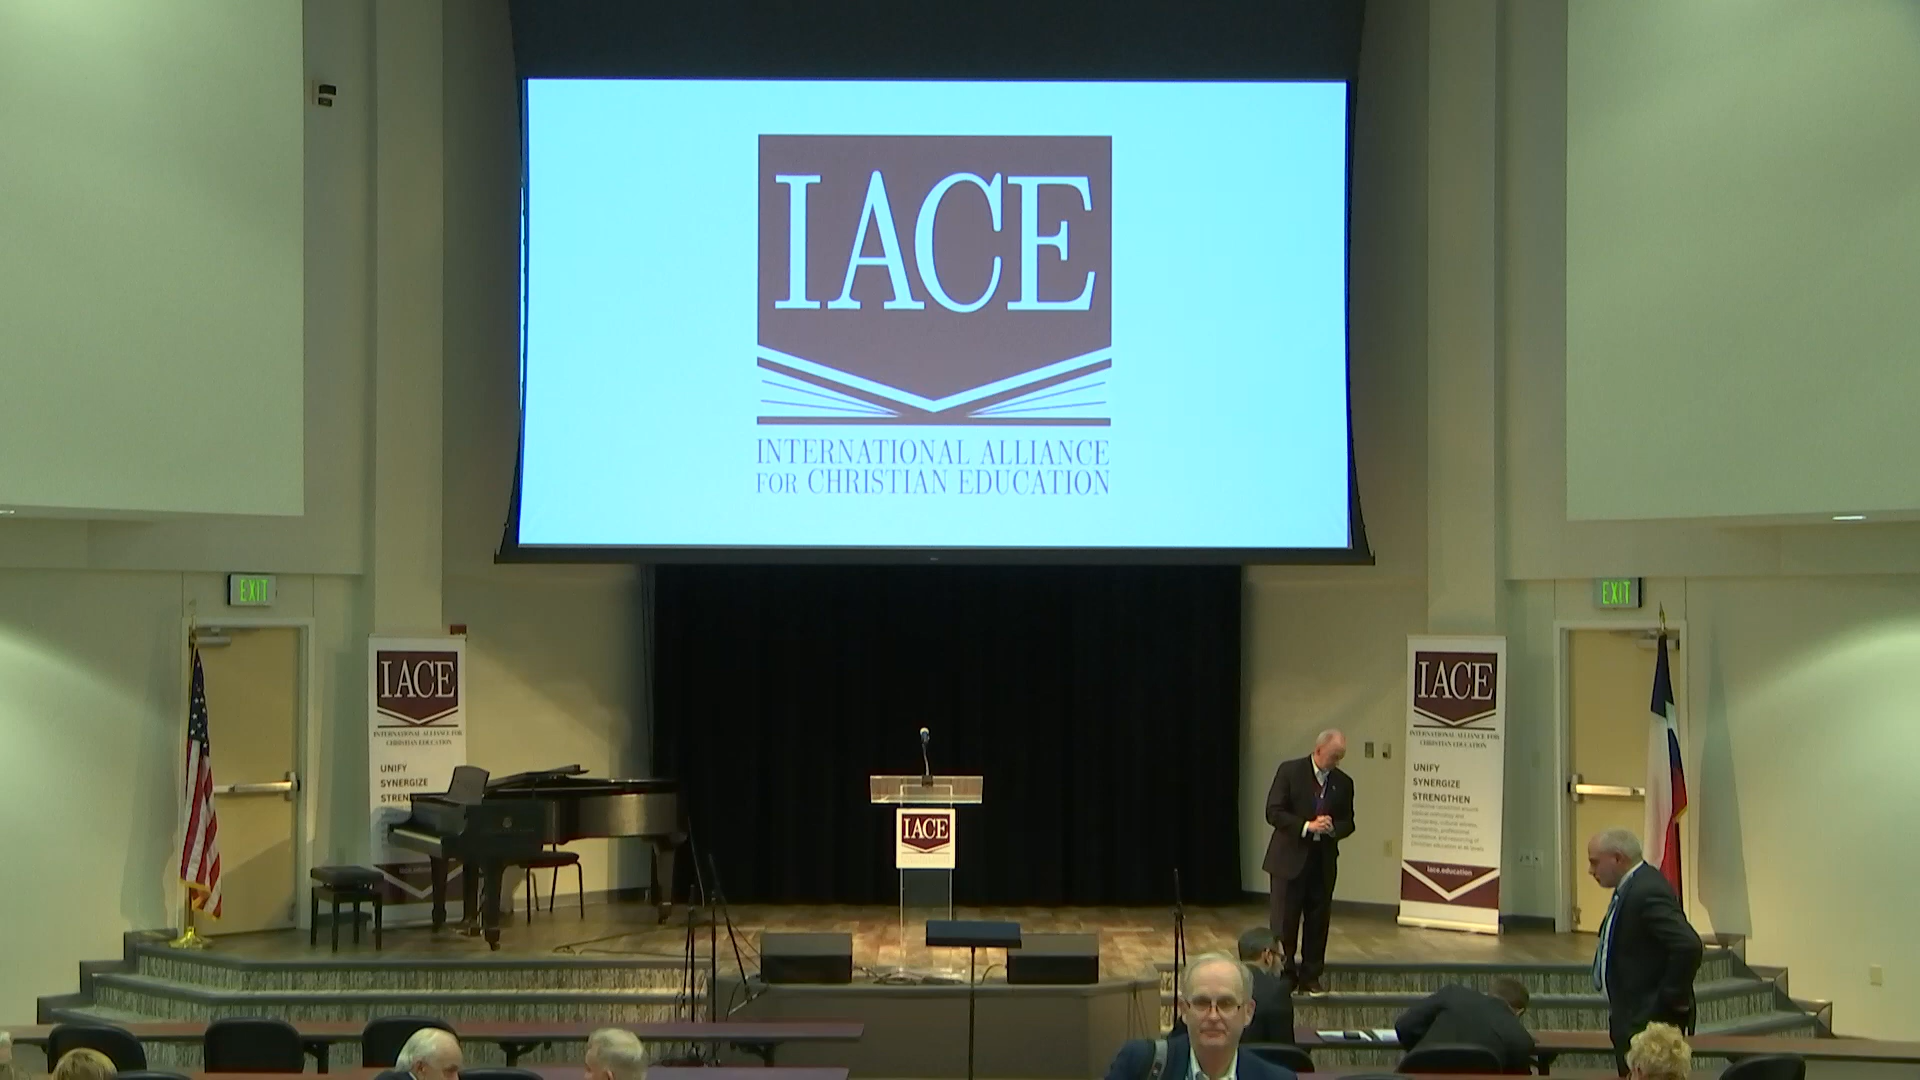 IACE
INTERNATIONAL ALLIANCE
FOR CHRISTIAN EDUCATION
EXIT
EXIT
IACE
INTERNATIONAL ALLIANCE FOR
CHRISTIAN EDUCATION
UNIFY
SYNERGIZE
STREN
IACE
IACE
INTERNATIONAL ALLIANCE FOR
CHRISTIAN EDUCATION
UNIFY
SYNERGIZE
STRENGTHEN
iace.education